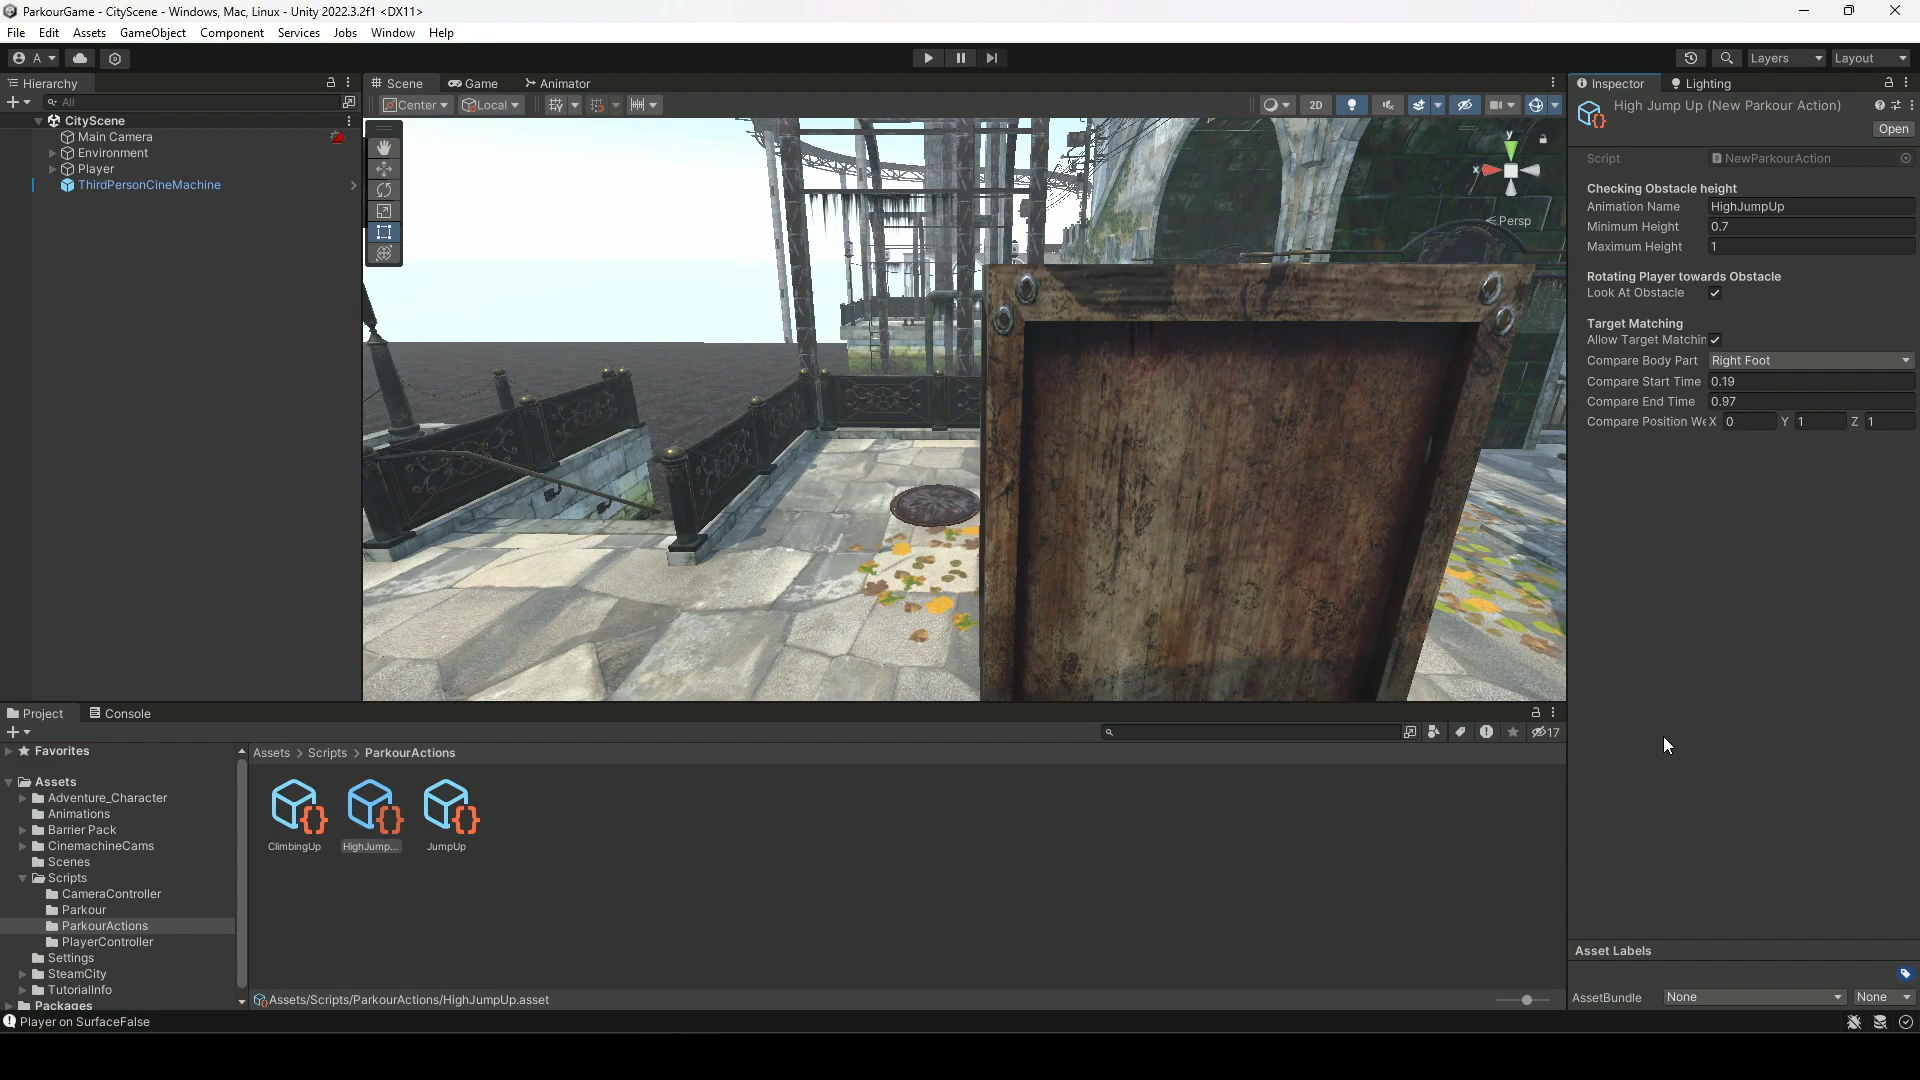 ParkourGame - CityScene - Windows, Mac, Linux - Unity 2022.3.2f1 <DX11>
File Edit Assets GameObject Component Services Jobs Window Help
A Layers Layout
Hierarchy
All
CityScene
Main Camera
Environment
Player
ThirdPersonCineMachine
Scene Game Animator
Center Local 2D
y
x
Persp
Inspector Lighting
High Jump Up (New Parkour Action)
Open
Script NewParkourAction
Checking Obstacle height
Animation Name HighJumpUp
Minimum Height 0.7
Maximum Height 1
Rotating Player towards Obstacle
Look At Obstacle
Target Matching
Allow Target Matchin
Compare Body Part Right Foot
Compare Start Time 0.19
Compare End Time 0.97
Compare Position We X 0 Y 1 Z 1
Project Console
17
Favorites
Assets
Adventure_Character
Animations
Barrier Pack
CinemachineCams
Scenes
Scripts
CameraController
Parkour
ParkourActions
PlayerController
Settings
SteamCity
TutorialInfo
Packages
Assets > Scripts > ParkourActions
ClimbingUp HighJump... JumpUp
Assets/Scripts/ParkourActions/HighJumpUp.asset
Asset Labels
AssetBundle None None
Player on SurfaceFalse